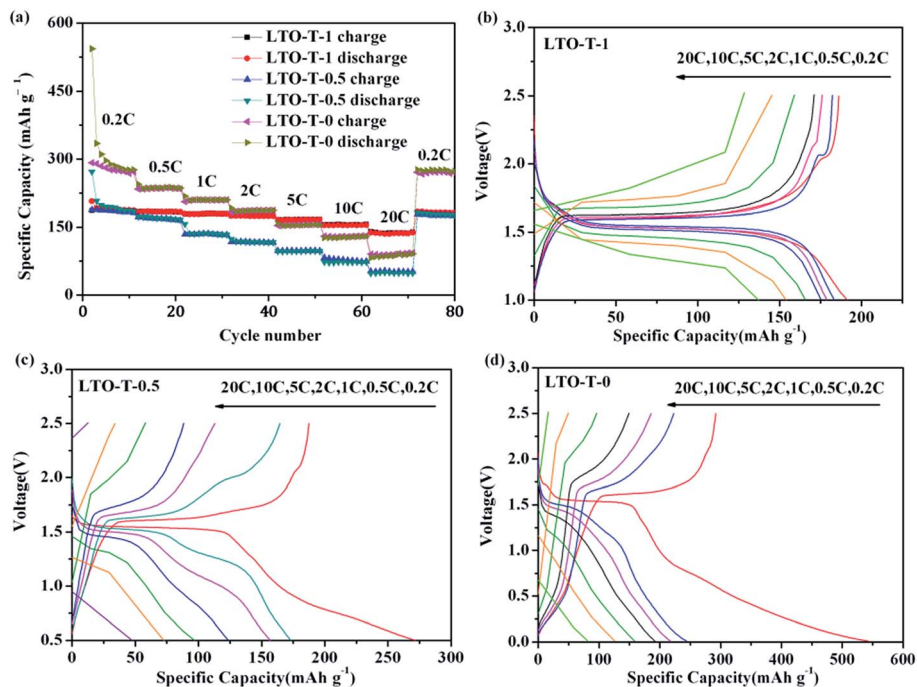 (a)
600
450
300
150
0
Specific Capacity (mAh g⁻¹)
0 20 40 60 80
Cycle number
LTO-T-1 charge
LTO-T-1 discharge
LTO-T-0.5 charge
LTO-T-0.5 discharge
LTO-T-0 charge
LTO-T-0 discharge
0.2C
0.5C
1C
2C
5C
10C
20C
0.2C
(b)
LTO-T-1
20C,10C,5C,2C,1C,0.5C,0.2C
3.0
2.5
2.0
1.5
1.0
Voltage(V)
0 50 100 150 200
Specific Capacity(mAh g⁻¹)
(c)
LTO-T-0.5
20C,10C,5C,2C,1C,0.5C,0.2C
3.0
2.5
2.0
1.5
1.0
0.5
Voltage(V)
0 50 100 150 200 250 300
Specific Capacity(mAh g⁻¹)
(d)
LTO-T-0
20C,10C,5C,2C,1C,0.5C,0.2C
3.0
2.5
2.0
1.5
1.0
0.5
0.0
Voltage(V)
0 100 200 300 400 500 600
Specific Capacity(mAh g⁻¹)